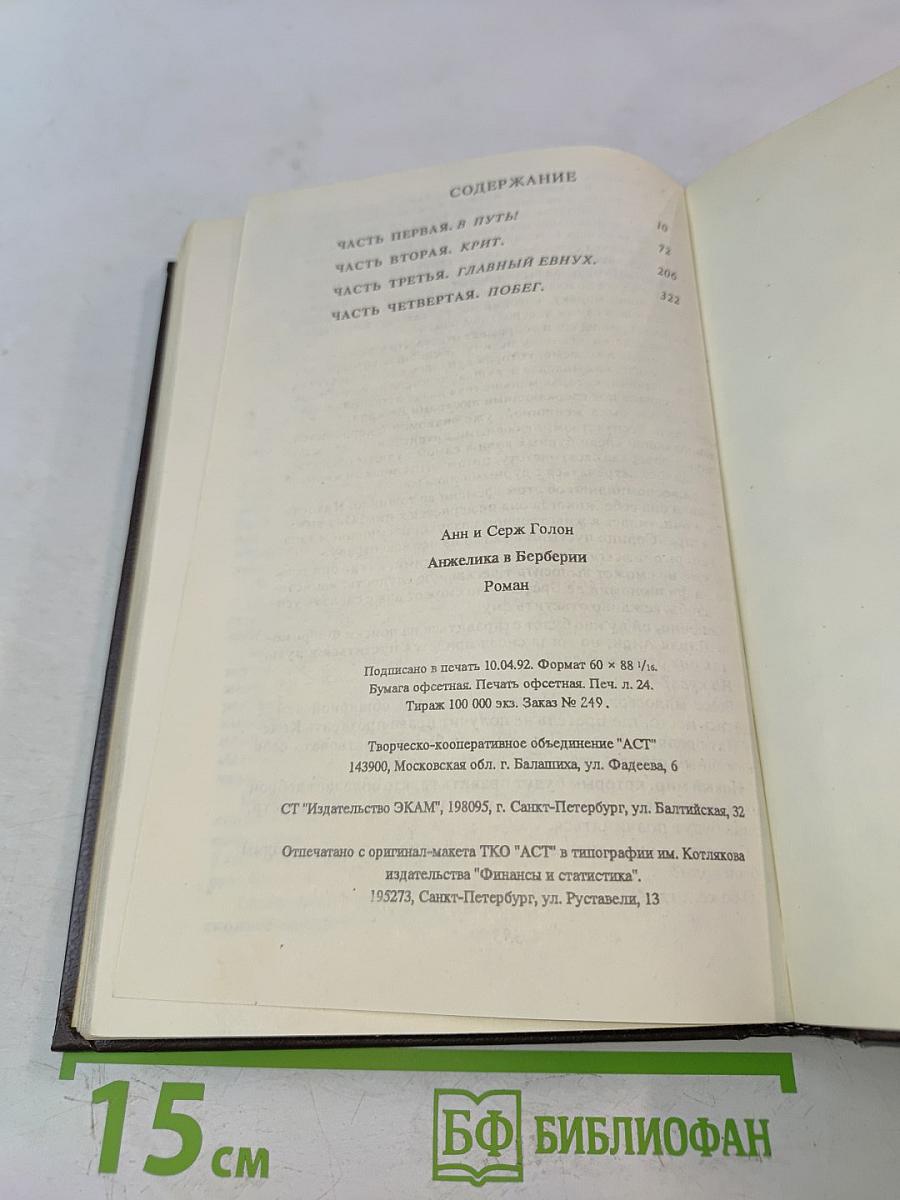 СОДЕРЖАНИЕ
ЧАСТЬ ПЕРВАЯ. В ПУТЬ! 10
ЧАСТЬ ВТОРАЯ. КРИТ. 72
ЧАСТЬ ТРЕТЬЯ. ГЛАВНЫЙ ЕВНУХ. 206
ЧАСТЬ ЧЕТВЕРТАЯ. ПОБЕГ. 322
Анн и Серж Голон
Анжелика в Берберии
Роман
Подписано в печать 10.04.92. Формат 60 × 88 1/16.
Бумага офсетная. Печать офсетная. Печ. л. 24.
Тираж 100 000 экз. Заказ № 249.
Творческо-кооперативное объединение "АСТ"
143900, Московская обл. г. Балашиха, ул. Фадеева, 6
СТ "Издательство ЭКАМ", 198095, г. Санкт-Петербург, ул. Балтийская, 32
Отпечатано с оригинал-макета ТКО "АСТ" в типографии им. Котлякова
издательства "Финансы и статистика".
195273, Санкт-Петербург, ул. Руставели, 13
15 см
БФ БИБЛИОФАН